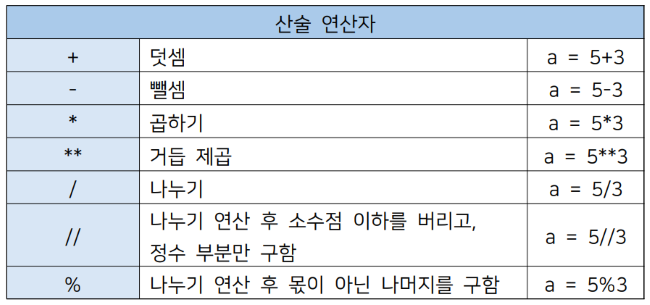 산술 연산자
+ 덧셈 a = 5+3
- 뺄셈 a = 5-3
* 곱하기 a = 5*3
** 거듭 제곱 a = 5**3
/ 나누기 a = 5/3
// 나누기 연산 후 소수점 이하를 버리고,
정수 부분만 구함 a = 5//3
% 나누기 연산 후 몫이 아닌 나머지를 구함 a = 5%3